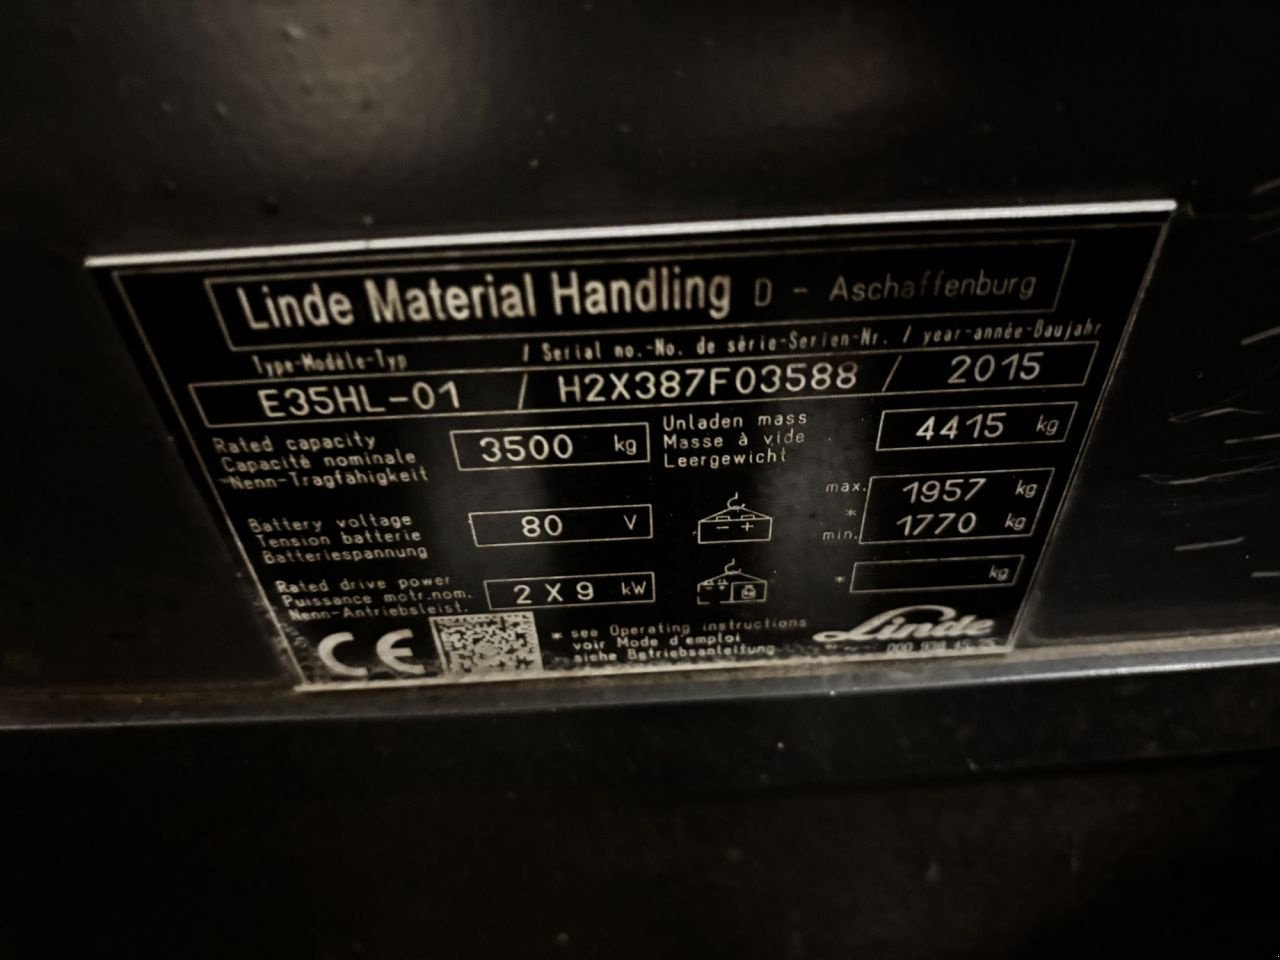 Linde Material Handling D - Aschaffenburg
Type-Modèle-Typ / Serial no.-No. de série-Serien-Nr. / year-année-Baujahr
E35HL-01 / H2X387F03588 / 2015
Rated capacity
Capacité nominale
Nenn-Tragfähigkeit
3500 kg
Unladen mass
Masse à vide
Leergewicht
4415 kg
Battery voltage
Tension batterie
Batteriespannung
80 V
max. 1957 kg
*
min. 1770 kg
Rated drive power
Puissance motr.nom.
Nenn-Antriebsleist.
2 X 9 kW
* kg
CE
* see Operating instructions
voir Mode d'emploi
siehe Betriebsanleitung
Linde